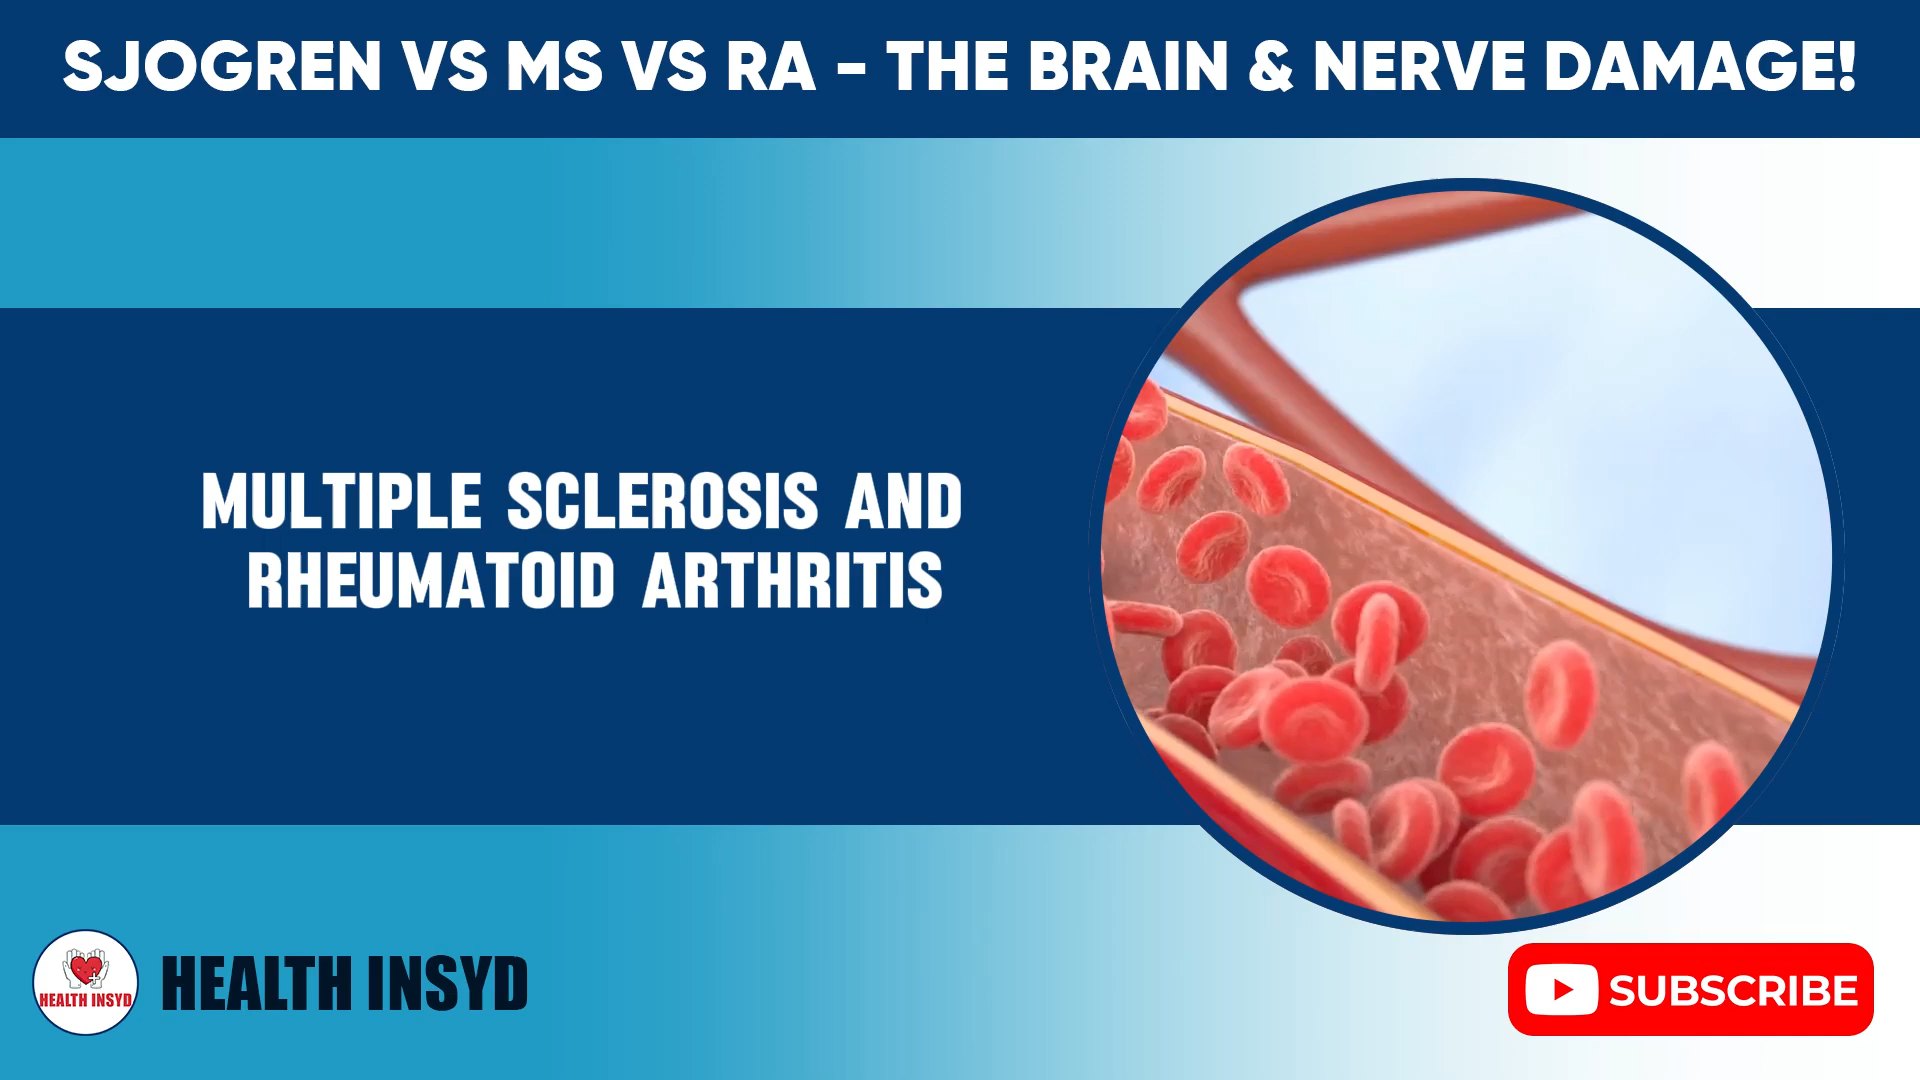 SJOGREN VS MS VS RA - THE BRAIN & NERVE DAMAGE!
MULTIPLE SCLEROSIS AND
RHEUMATOID ARTHRITIS
HEALTH INSYD
HEALTH INSYD
SUBSCRIBE